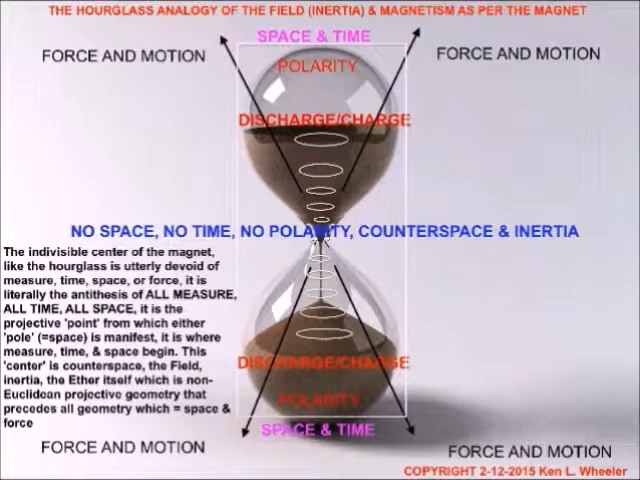 THE HOURGLASS ANALOGY OF THE FIELD (INERTIA) & MAGNETISM AS PER THE MAGNET
SPACE & TIME
FORCE AND MOTION
FORCE AND MOTION
POLARITY
DISCHARGE/CHARGE
NO SPACE, NO TIME, NO POLARITY, COUNTERSPACE & INERTIA
The indivisible center of the magnet,
like the hourglass is utterly devoid of
measure, time, space, or force, it is
literally the antithesis of ALL MEASURE,
ALL TIME, ALL SPACE, it is the
projective 'point' from which either
'pole' (=space) is manifest, it is where
measure, time, & space begin. This
'center' is counterspace, the Field,
inertia, the Ether itself which is non-
Euclidean projective geometry that
precedes all geometry which = space &
force
DISCHARGE/CHARGE
POLARITY
SPACE & TIME
FORCE AND MOTION
FORCE AND MOTION
COPYRIGHT 2-12-2015 Ken L. Wheeler